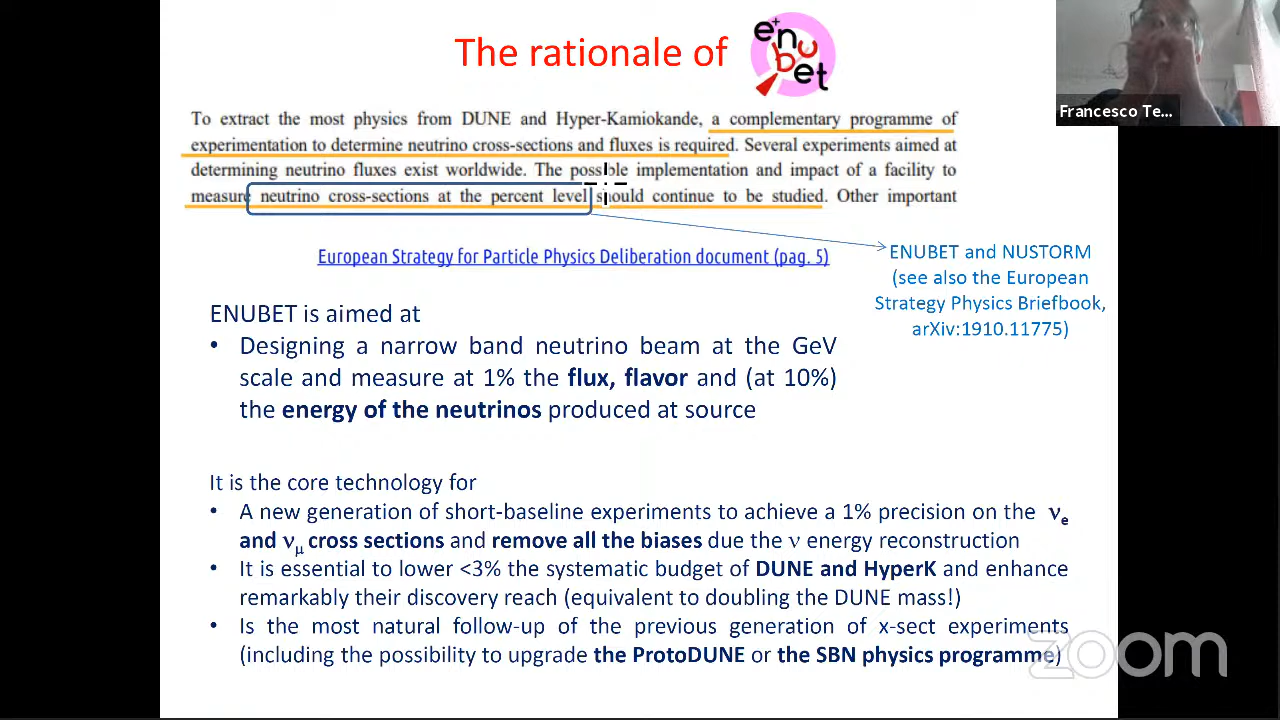 The rationale of
e+nubet
Francesco Te...
To extract the most physics from DUNE and Hyper-Kamiokande, a complementary programme of
experimentation to determine neutrino cross-sections and fluxes is required. Several experiments aimed at
determining neutrino fluxes exist worldwide. The possible implementation and impact of a facility to
measure neutrino cross-sections at the percent level should continue to be studied. Other important
European Strategy for Particle Physics Deliberation document (pag. 5)
ENUBET and NUSTORM
(see also the European
Strategy Physics Briefbook,
arXiv:1910.11775)
ENUBET is aimed at
• Designing a narrow band neutrino beam at the GeV
scale and measure at 1% the flux, flavor and (at 10%)
the energy of the neutrinos produced at source
It is the core technology for
• A new generation of short-baseline experiments to achieve a 1% precision on the νe
and νμ cross sections and remove all the biases due the ν energy reconstruction
• It is essential to lower <3% the systematic budget of DUNE and HyperK and enhance
remarkably their discovery reach (equivalent to doubling the DUNE mass!)
• Is the most natural follow-up of the previous generation of x-sect experiments
(including the possibility to upgrade the ProtoDUNE or the SBN physics programme)
zoom